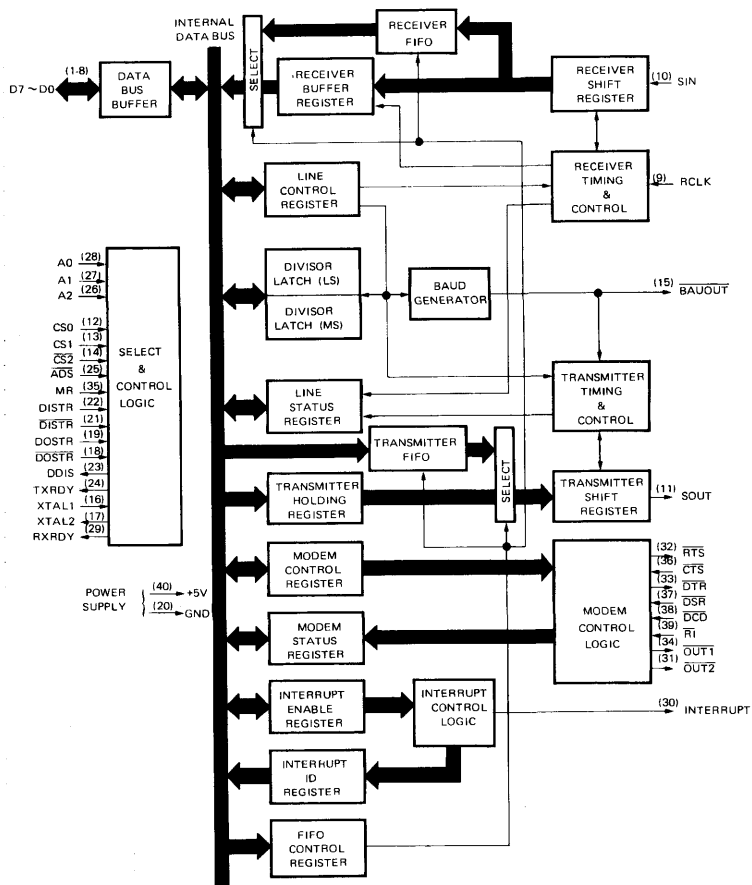 INTERNAL
DATA BUS
RECEIVER
FIFO
SELECT
(1-8)
D7~D0
DATA
BUS
BUFFER
RECEIVER
BUFFER
REGISTER
RECEIVER
SHIFT
REGISTER
(10)
SIN
LINE
CONTROL
REGISTER
RECEIVER
TIMING
&
CONTROL
(9)
RCLK
DIVISOR
LATCH (LS)
DIVISOR
LATCH (MS)
BAUD
GENERATOR
(15)
BAUOUT
A0 (28)
A1 (27)
A2 (26)
CS0 (12)
CS1 (13)
CS2 (14)
ADS (25)
MR (35)
DISTR (22)
DISTR (21)
DOSTR (19)
DOSTR (18)
DDIS (23)
TXRDY (24)
XTAL1 (16)
XTAL2 (17)
RXRDY (29)
SELECT
&
CONTROL
LOGIC
LINE
STATUS
REGISTER
TRANSMITTER
TIMING
&
CONTROL
TRANSMITTER
FIFO
SELECT
TRANSMITTER
HOLDING
REGISTER
TRANSMITTER
SHIFT
REGISTER
(11)
SOUT
MODEM
CONTROL
REGISTER
POWER
SUPPLY
(40) +5V
(20) GND
MODEM
STATUS
REGISTER
MODEM
CONTROL
LOGIC
(32) RTS
(36) CTS
(33) DTR
(37) DSR
(38) DCD
(39) RI
(34) OUT1
(31) OUT2
INTERRUPT
ENABLE
REGISTER
INTERRUPT
CONTROL
LOGIC
(30)
INTERRUPT
INTERRUPT
ID
REGISTER
FIFO
CONTROL
REGISTER